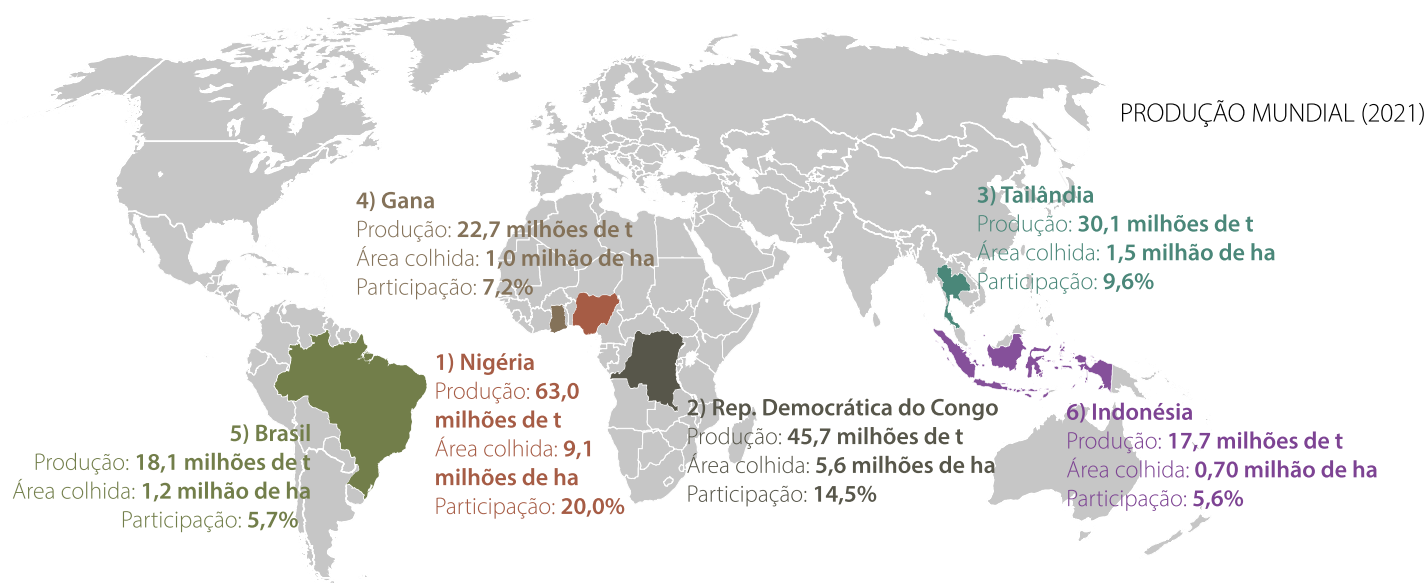 PRODUÇÃO MUNDIAL (2021)
4) Gana
Produção: 22,7 milhões de t
Área colhida: 1,0 milhão de ha
Participação: 7,2%
3) Tailândia
Produção: 30,1 milhões de t
Área colhida: 1,5 milhão de ha
Participação: 9,6%
1) Nigéria
Produção: 63,0
milhões de t
Área colhida: 9,1
milhões de ha
Participação: 20,0%
2) Rep. Democrática do Congo
Produção: 45,7 milhões de t
Área colhida: 5,6 milhões de ha
Participação: 14,5%
6) Indonésia
Produção: 17,7 milhões de t
Área colhida: 0,70 milhão de ha
Participação: 5,6%
5) Brasil
Produção: 18,1 milhões de t
Área colhida: 1,2 milhão de ha
Participação: 5,7%